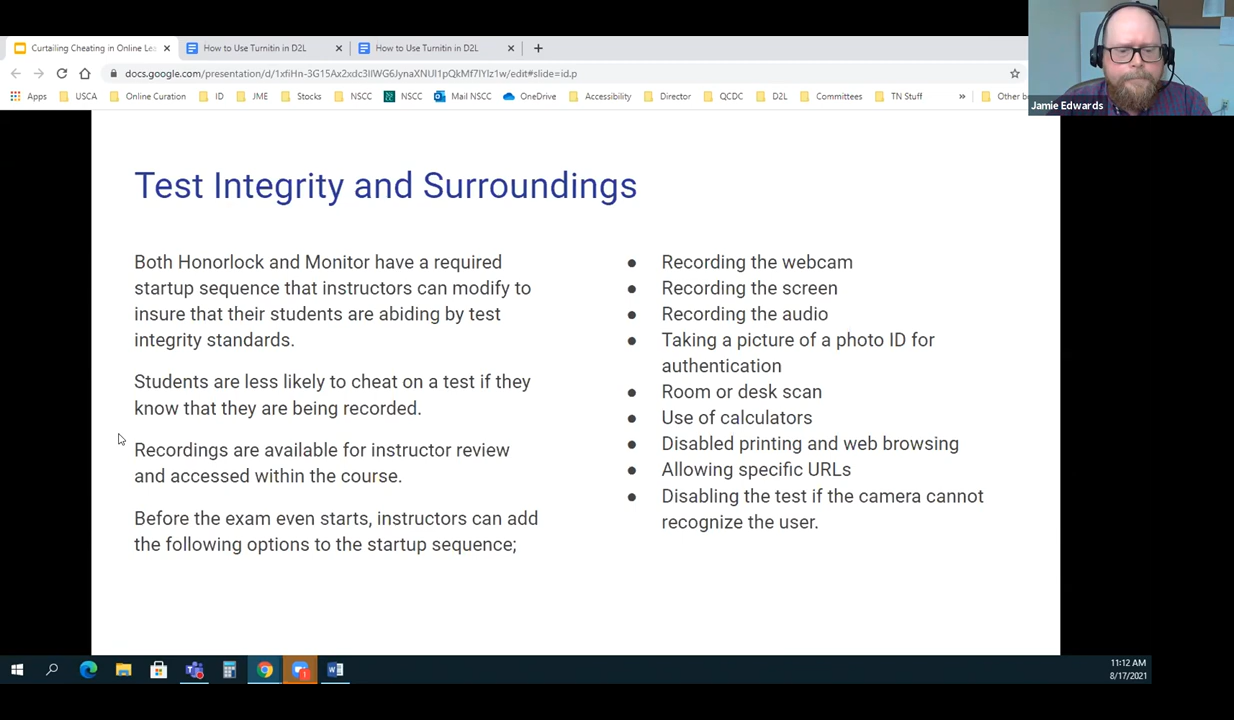 Curtailing Cheating in Online Lea
How to Use Turnitin in D2L
How to Use Turnitin in D2L
Jamie Edwards
Apps
USCA
Online Curation
ID
JME
Stocks
NSCC
NSCC
Mail NSCC
OneDrive
Accessibility
Director
QCDC
D2L
Committees
TN Stuff
»
Other b
Test Integrity and Surroundings
Both Honorlock and Monitor have a required
startup sequence that instructors can modify to
insure that their students are abiding by test
integrity standards.
Students are less likely to cheat on a test if they
know that they are being recorded.
Recordings are available for instructor review
and accessed within the course.
Before the exam even starts, instructors can add
the following options to the startup sequence;
● Recording the webcam
● Recording the screen
● Recording the audio
● Taking a picture of a photo ID for
authentication
● Room or desk scan
● Use of calculators
● Disabled printing and web browsing
● Allowing specific URLs
● Disabling the test if the camera cannot
recognize the user.
11:12 AM
8/17/2021